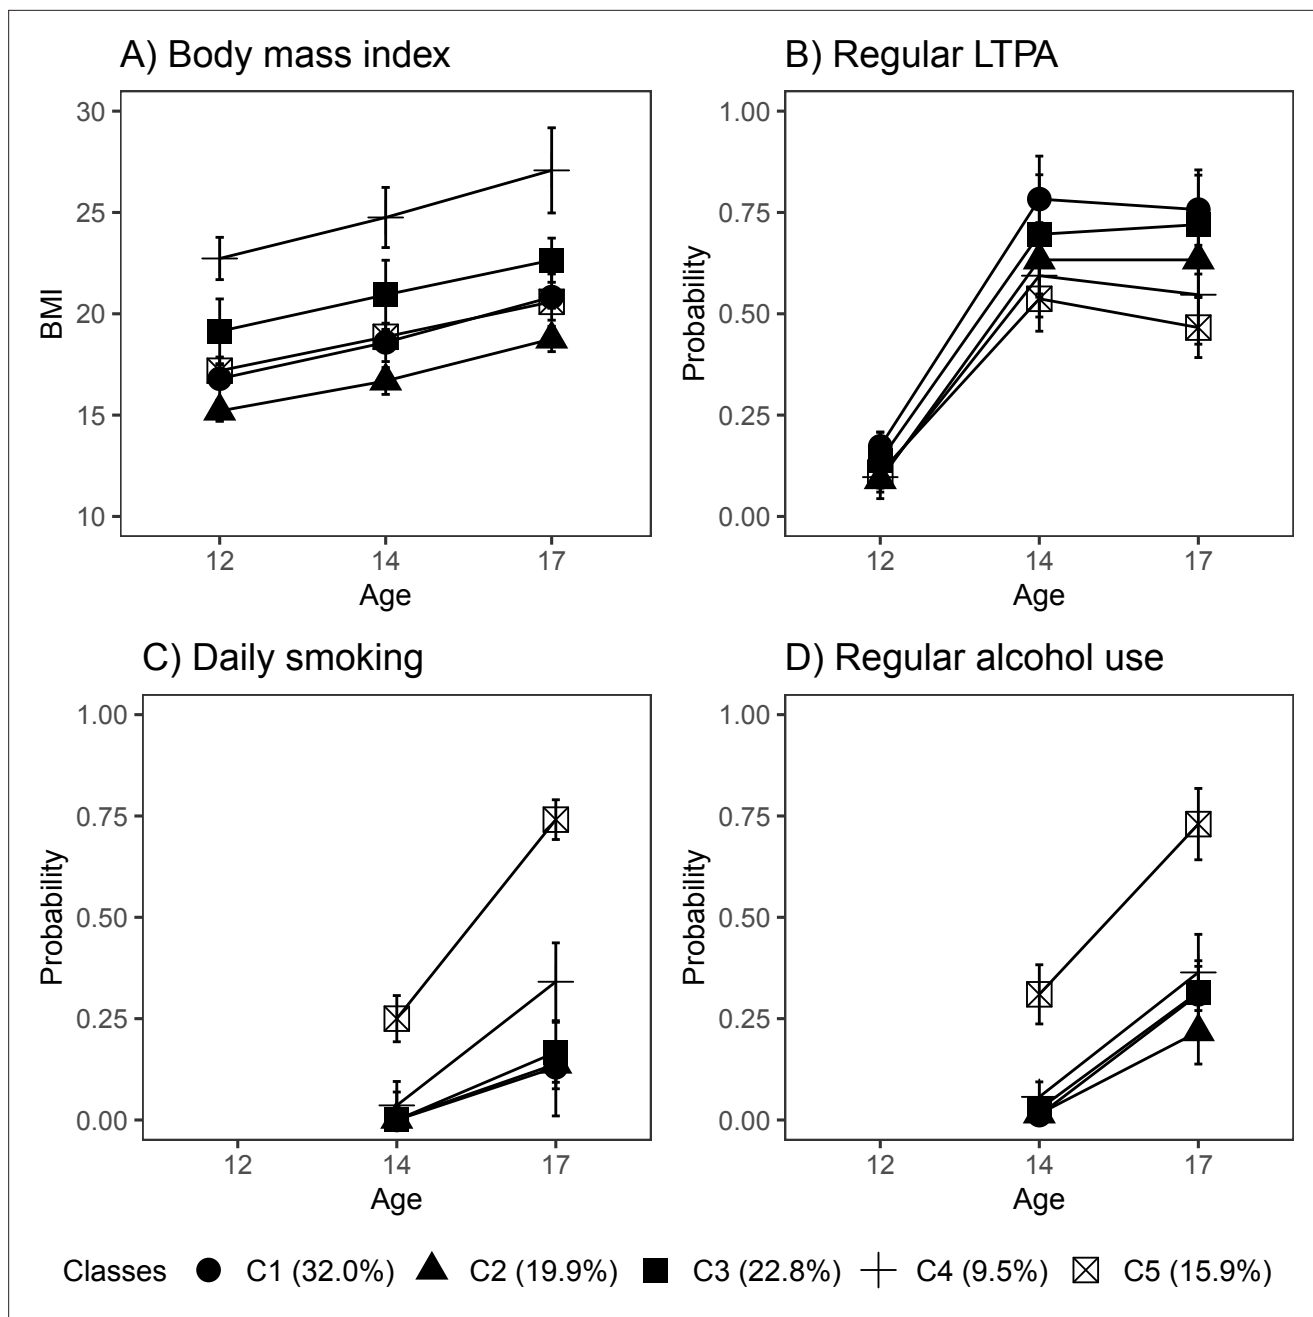 A) Body mass index
30
25
20
15
10
BMI
12 14 17
Age
B) Regular LTPA
1.00
0.75
0.50
0.25
0.00
Probability
12 14 17
Age
C) Daily smoking
1.00
0.75
0.50
0.25
0.00
Probability
12 14 17
Age
D) Regular alcohol use
1.00
0.75
0.50
0.25
0.00
Probability
12 14 17
Age
Classes C1 (32.0%) C2 (19.9%) C3 (22.8%) C4 (9.5%) C5 (15.9%)